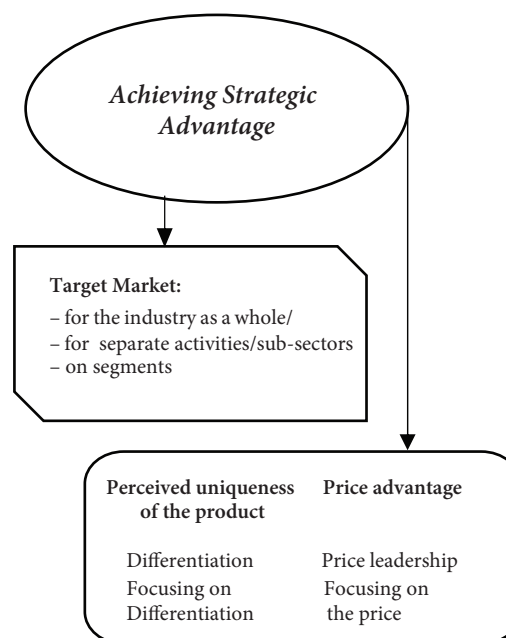 Achieving Strategic
Advantage
Target Market:
– for the industry as a whole/
– for separate activities/sub-sectors
– on segments
Perceived uniqueness
of the product
Differentiation
Focusing on
Differentiation
Price advantage
Price leadership
Focusing on
the price